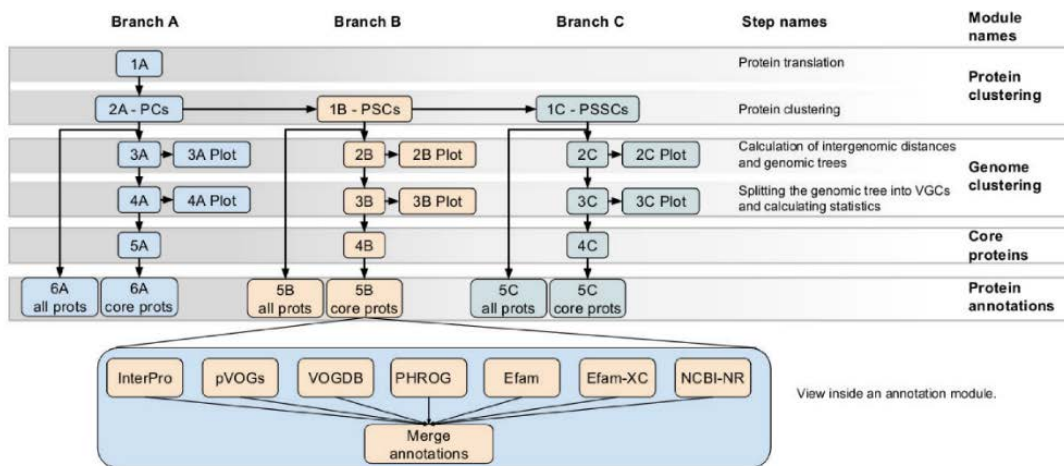 Branch A Branch B Branch C Step names Module names
1A Protein translation
Protein clustering
2A - PCs 1B - PSCs 1C - PSSCs Protein clustering
3A 3A Plot 2B 2B Plot 2C 2C Plot Calculation of intergenomic distances and genomic trees
Genome clustering
4A 4A Plot 3B 3B Plot 3C 3C Plot Splitting the genomic tree into VGCs and calculating statistics
5A 4B 4C Core proteins
6A all prots 6A core prots 5B all prots 5B core prots 5C all prots 5C core prots Protein annotations
InterPro pVOGs VOGDB PHROG Efam Efam-XC NCBI-NR
View inside an annotation module.
Merge annotations